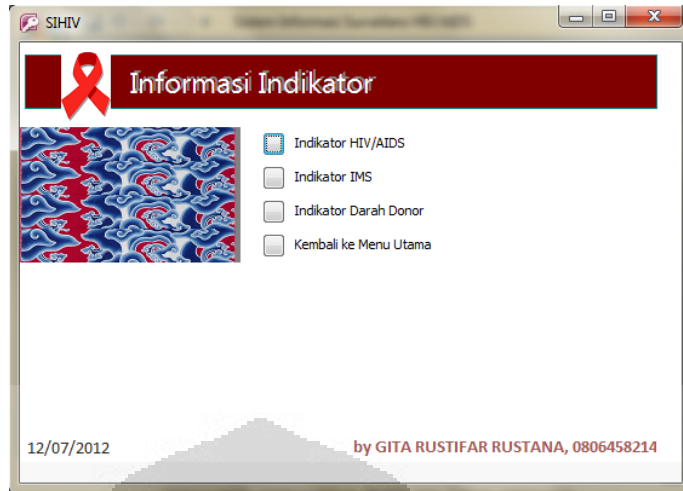 SIHIV
Informasi Indikator
Indikator HIV/AIDS
Indikator IMS
Indikator Darah Donor
Kembali ke Menu Utama
12/07/2012
by GITA RUSTIFAR RUSTANA, 0806458214